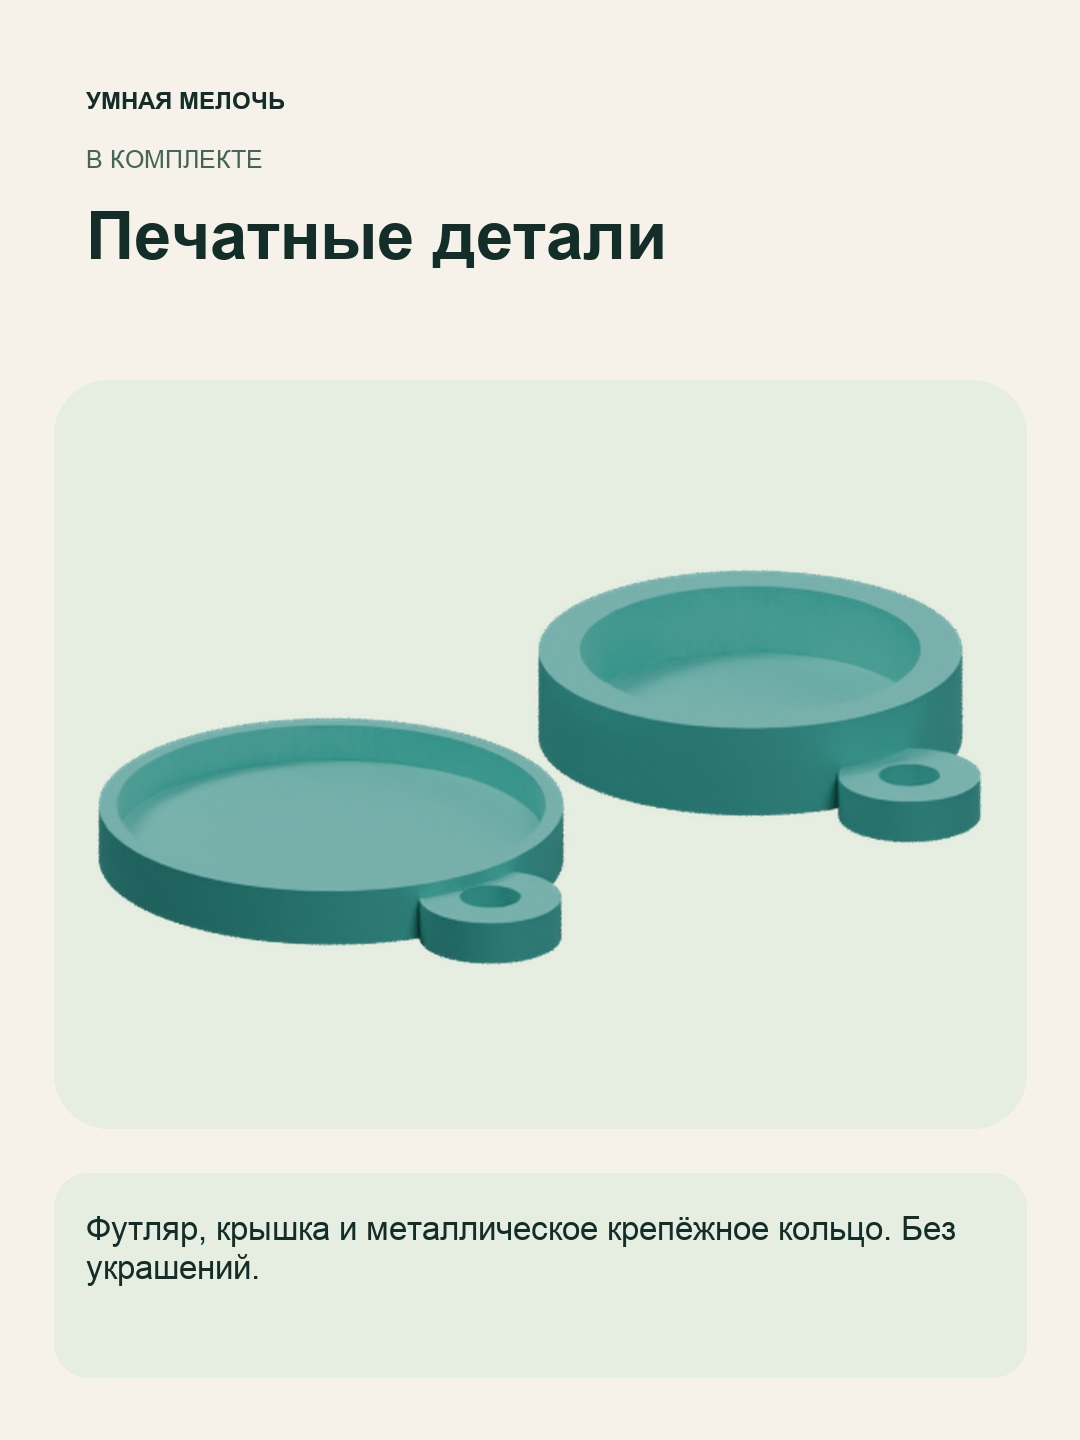 УМНАЯ МЕЛОЧЬ
В КОМПЛЕКТЕ
Печатные детали
Футляр, крышка и металлическое крепёжное кольцо. Без
украшений.